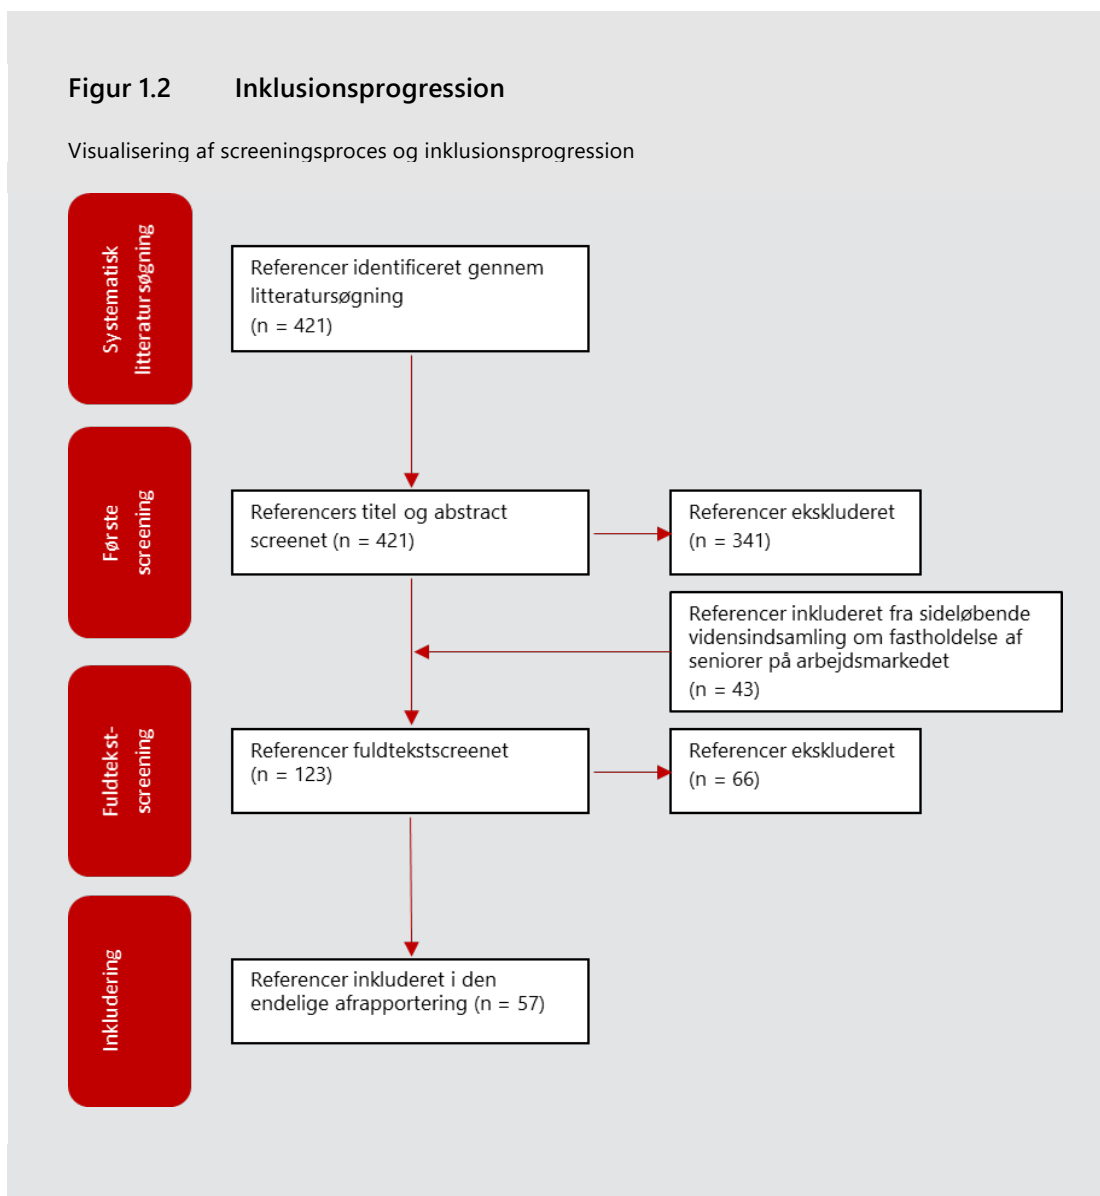 Figur 1.2 Inklusionsprogression
Visualisering af screeningsproces og inklusionsprogression
Systematisk
litteratursøgning
Referencer identificeret gennem
litteratursøgning
(n = 421)
Første
screening
Referencers titel og abstract
screenet (n = 421)
Referencer ekskluderet
(n = 341)
Referencer inkluderet fra sideløbende
vidensindsamling om fastholdelse af
seniorer på arbejdsmarkedet
(n = 43)
Fuldtekst-
screening
Referencer fuldtekstscreenet
(n = 123)
Referencer ekskluderet
(n = 66)
Inkludering
Referencer inkluderet i den
endelige afrapportering (n = 57)